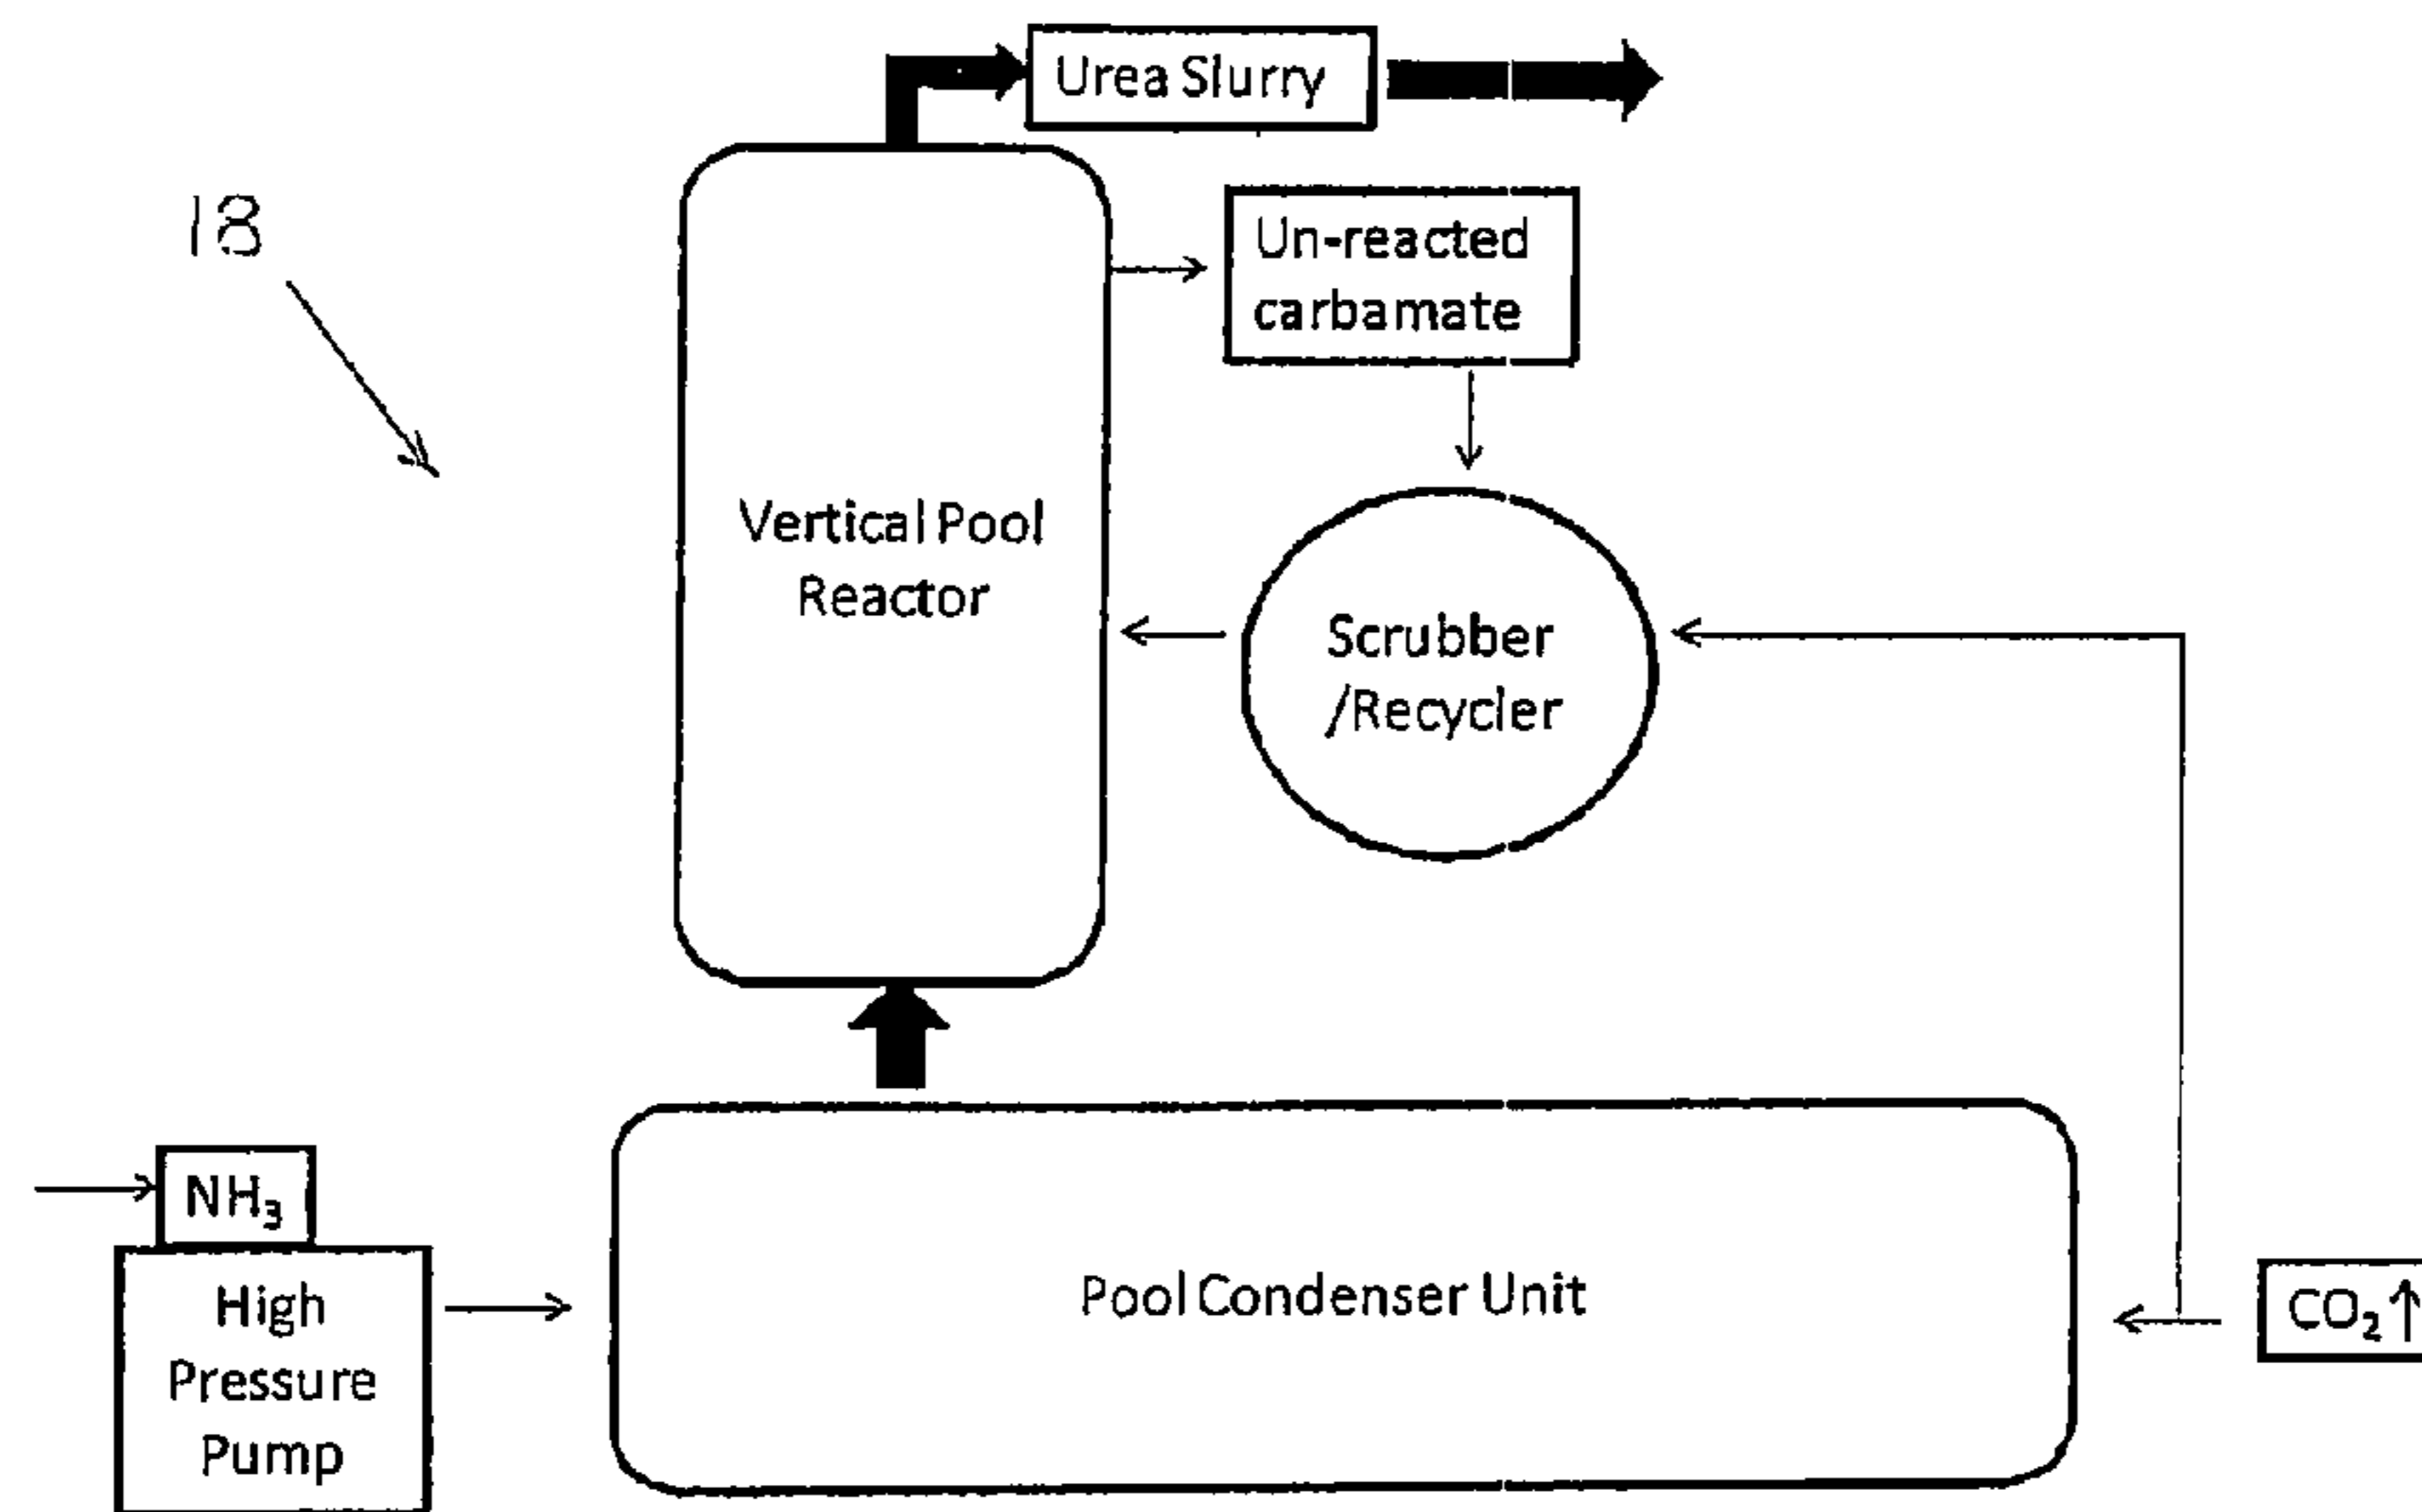 Urea Slurry
18
Un-reacted
carbamate
Vertical Pool
Reactor
Scrubber
/Recycler
NH₃
High
Pressure
Pump
Pool Condenser Unit
CO₂↑